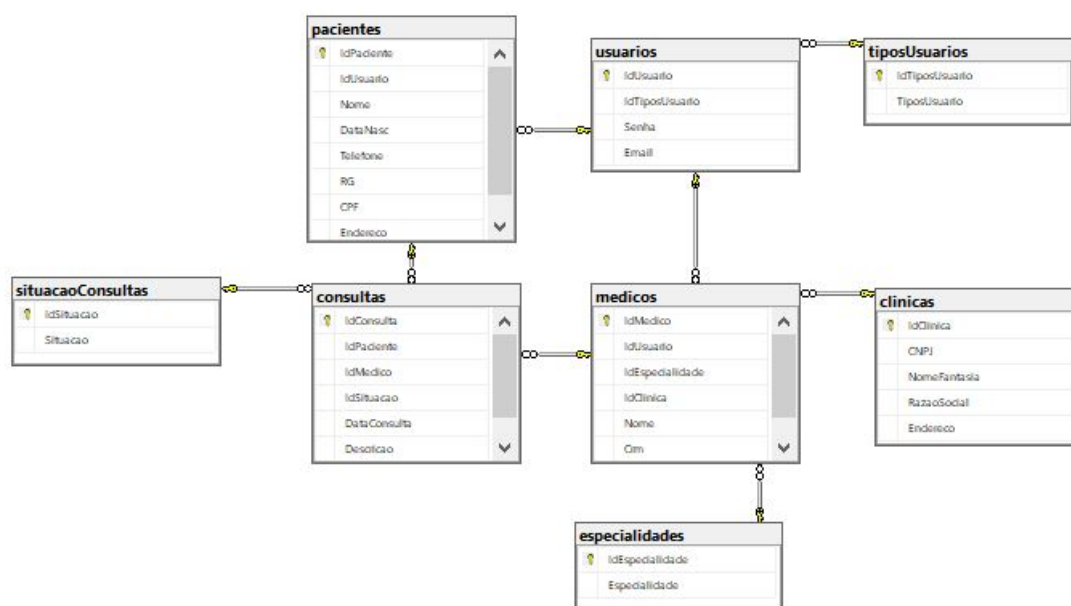 pacientes
IdPaciente
IdUsuario
Nome
DataNasc
Telefone
RG
CPF
Endereco
usuarios
IdUsuario
IdTiposUsuario
Senha
Email
tiposUsuarios
IdTiposUsuario
TiposUsuario
situacaoConsultas
IdSituacao
Situacao
consultas
IdConsulta
IdPaciente
IdMedico
IdSituacao
DataConsulta
Descricao
medicos
IdMedico
IdUsuario
IdEspecialidade
IdClinica
Nome
Crm
clinicas
IdClinica
CNPJ
NomeFantasia
RazaoSocial
Endereco
especialidades
IdEspecialidade
Especialidade